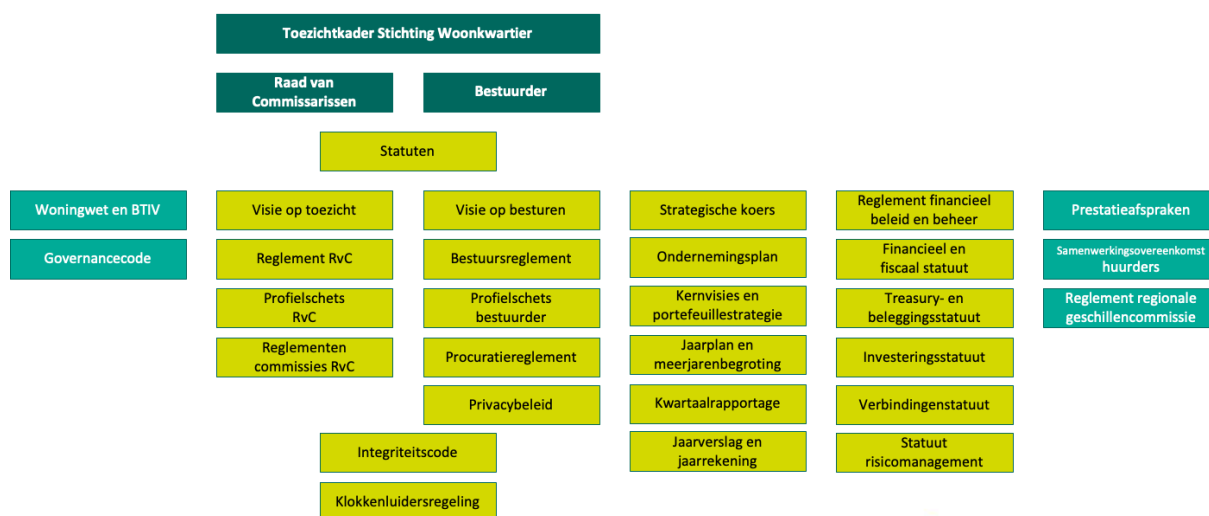 Toezichtkader Stichting Woonkwartier
Raad van
Commissarissen
Bestuurder
Statuten
Woningwet en BTIV
Governancecode
Visie op toezicht
Reglement RvC
Profielschets
RvC
Reglementen
commissies RvC
Visie op besturen
Bestuursreglement
Profielschets
bestuurder
Procuratiereglement
Privacybeleid
Integriteitscode
Klokkenluidersregeling
Strategische koers
Ondernemingsplan
Kernvisies en
portefeuillestrategie
Jaarplan en
meerjarenbegroting
Kwartaalrapportage
Jaarverslag en
jaarrekening
Reglement financieel
beleid en beheer
Financieel en
fiscaal statuut
Treasury- en
beleggingsstatuut
Investeringsstatuut
Verbindingenstatuut
Statuut
risicomanagement
Prestatieafspraken
Samenwerkingsovereenkomst
huurders
Reglement regionale
geschillencommissie